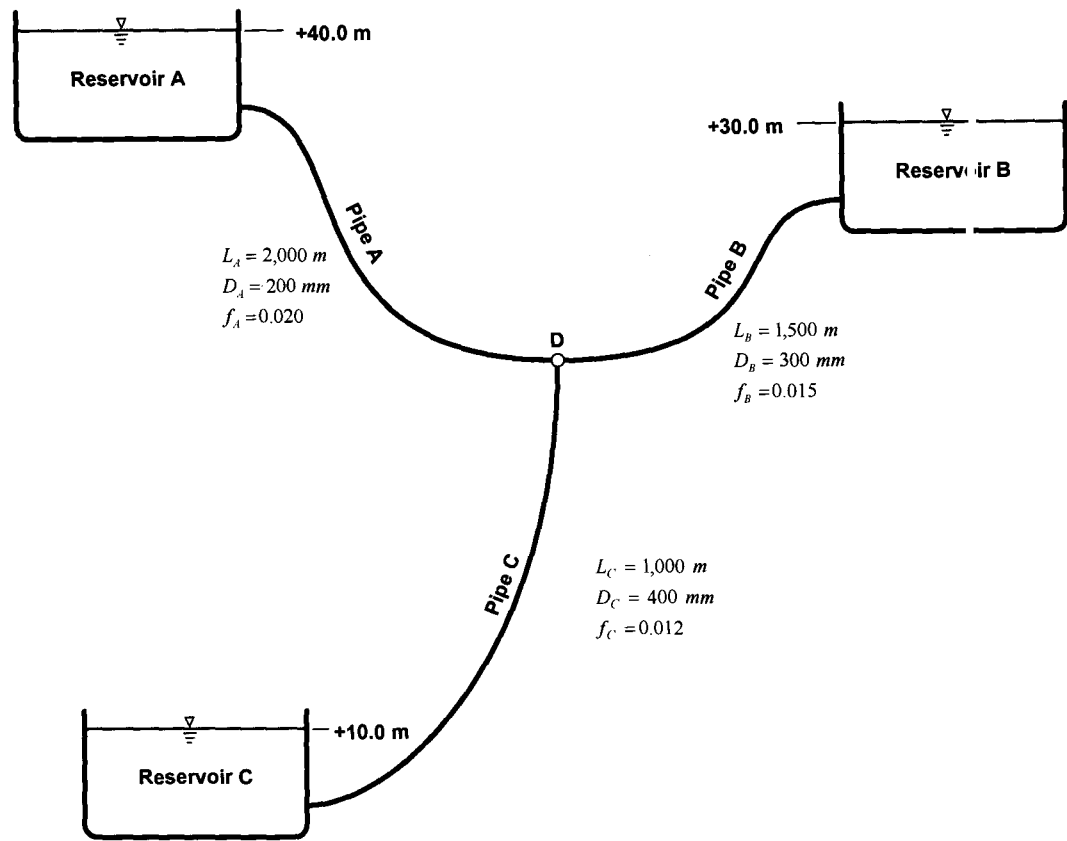 +40.0 m
Reservoir A
+30.0 m
Reservoir B
Pipe A
Pipe B
L_A = 2,000 m
D_A = 200 mm
f_A = 0.020
D
L_B = 1,500 m
D_B = 300 mm
f_B = 0.015
Pipe C
L_C = 1,000 m
D_C = 400 mm
f_C = 0.012
+10.0 m
Reservoir C